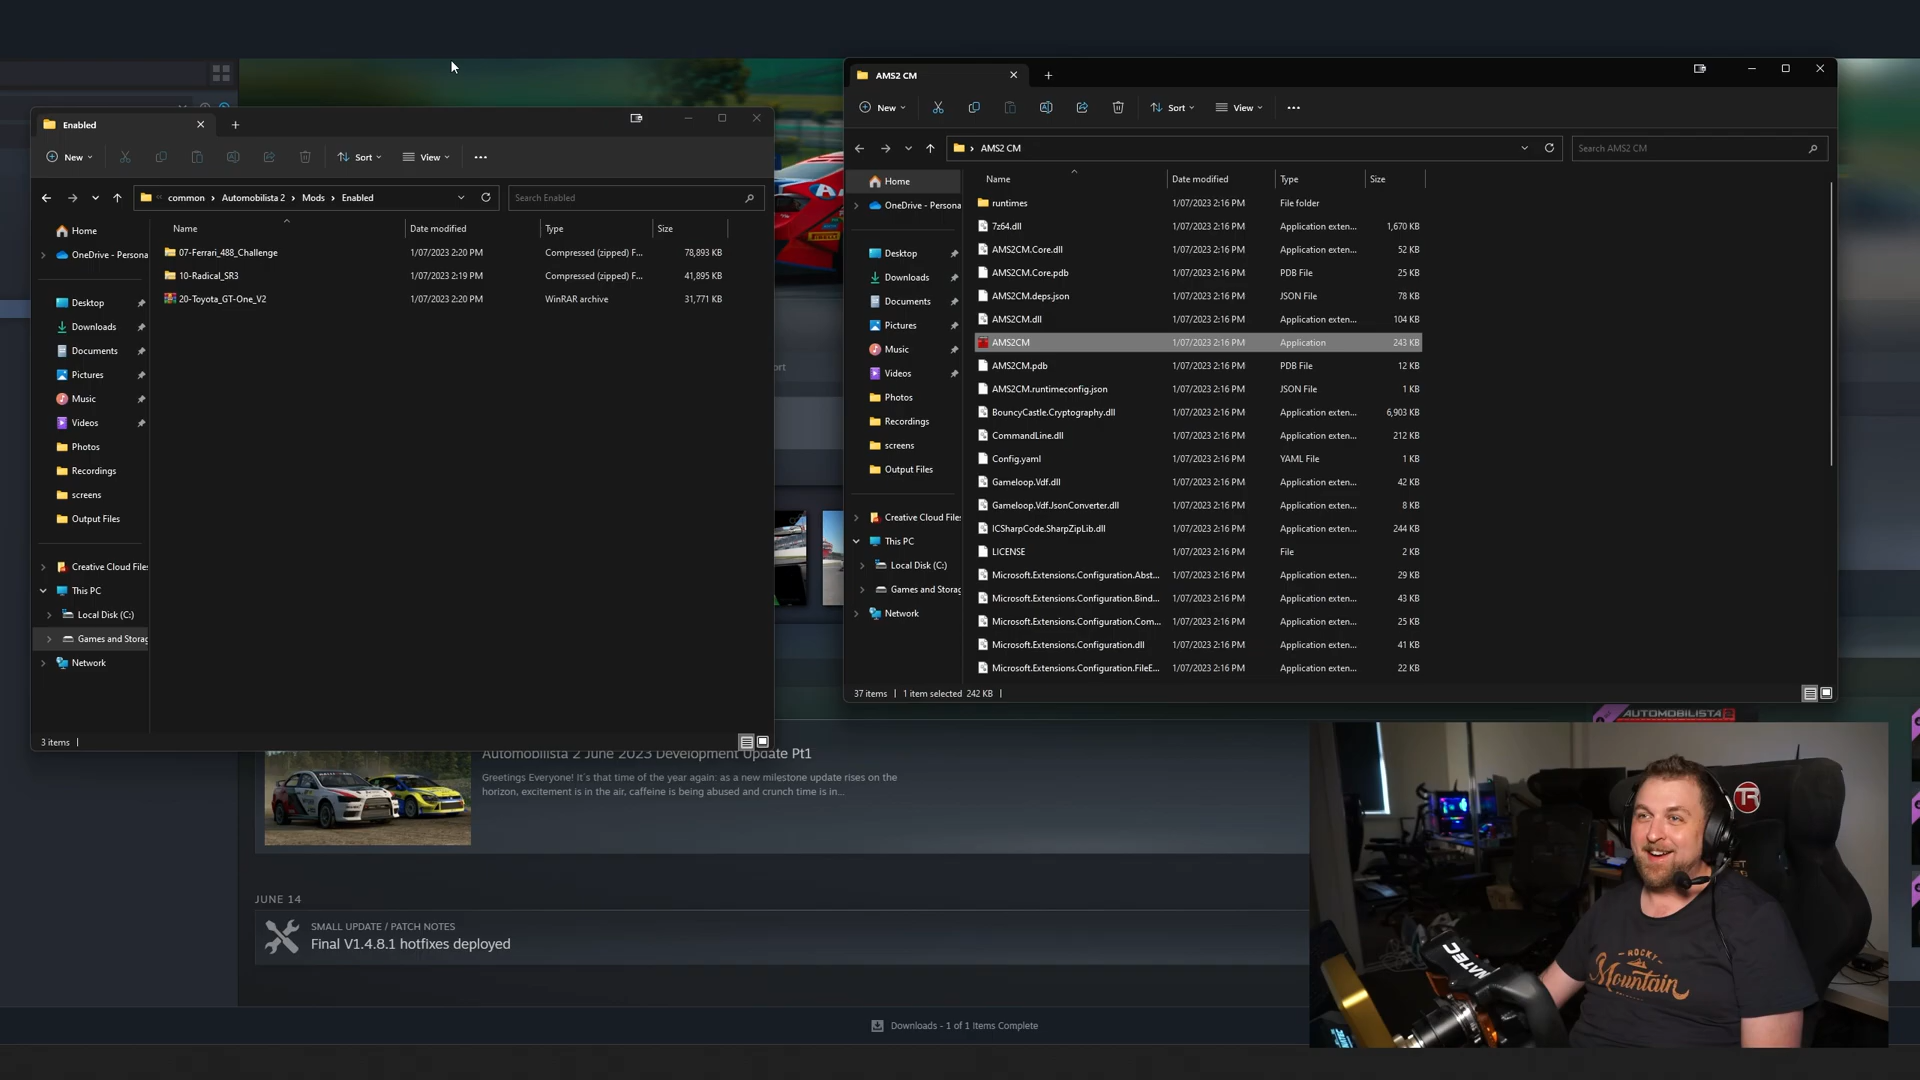 Enabled
New
Sort
View
common > Automobilista 2 > Mods > Enabled
Search Enabled
Name
Date modified
Type
Size
Home
OneDrive - Persona
Desktop
Downloads
Documents
Pictures
Music
Videos
Photos
Recordings
screens
Output Files
Creative Cloud Files
This PC
Local Disk (C:)
Games and Storag
Network
07-Ferrari_488_Challenge 1/07/2023 2:20 PM Compressed (zipped) F... 78,893 KB
10-Radical_SR3 1/07/2023 2:19 PM Compressed (zipped) F... 41,895 KB
20-Toyota_GT-One_V2 1/07/2023 2:20 PM WinRAR archive 31,771 KB
3 items
AMS2 CM
New
Sort
View
AMS2 CM
Search AMS2 CM
Name
Date modified
Type
Size
Home
OneDrive - Persona
Desktop
Downloads
Documents
Pictures
Music
Videos
Photos
Recordings
screens
Output Files
Creative Cloud Files
This PC
Local Disk (C:)
Games and Storag
Network
runtimes 1/07/2023 2:16 PM File folder
7z64.dll 1/07/2023 2:16 PM Application exten... 1,670 KB
AMS2CM.Core.dll 1/07/2023 2:16 PM Application exten... 52 KB
AMS2CM.Core.pdb 1/07/2023 2:16 PM PDB File 25 KB
AMS2CM.deps.json 1/07/2023 2:16 PM JSON File 78 KB
AMS2CM.dll 1/07/2023 2:16 PM Application exten... 104 KB
AMS2CM 1/07/2023 2:16 PM Application 243 KB
AMS2CM.pdb 1/07/2023 2:16 PM PDB File 12 KB
AMS2CM.runtimeconfig.json 1/07/2023 2:16 PM JSON File 1 KB
BouncyCastle.Cryptography.dll 1/07/2023 2:16 PM Application exten... 6,903 KB
CommandLine.dll 1/07/2023 2:16 PM Application exten... 212 KB
Config.yaml 1/07/2023 2:16 PM YAML File 1 KB
Gameloop.Vdf.dll 1/07/2023 2:16 PM Application exten... 42 KB
Gameloop.Vdf.JsonConverter.dll 1/07/2023 2:16 PM Application exten... 8 KB
ICSharpCode.SharpZipLib.dll 1/07/2023 2:16 PM Application exten... 244 KB
LICENSE 1/07/2023 2:16 PM File 2 KB
Microsoft.Extensions.Configuration.Abst... 1/07/2023 2:16 PM Application exten... 29 KB
Microsoft.Extensions.Configuration.Bind... 1/07/2023 2:16 PM Application exten... 43 KB
Microsoft.Extensions.Configuration.Com... 1/07/2023 2:16 PM Application exten... 25 KB
Microsoft.Extensions.Configuration.dll 1/07/2023 2:16 PM Application exten... 41 KB
Microsoft.Extensions.Configuration.FileE... 1/07/2023 2:16 PM Application exten... 22 KB
37 items
1 item selected 242 KB
ort
AUTOMOBILISTA 2
Automobilista 2 June 2023 Development Update Pt1
Greetings Everyone! It's that time of the year again: as a new milestone update rises on the
horizon, excitement is in the air, caffeine is being abused and crunch time is in...
JUNE 14
SMALL UPDATE / PATCH NOTES
Final V1.4.8.1 hotfixes deployed
Downloads - 1 of 1 Items Complete
TR
ROCKY
Mountain